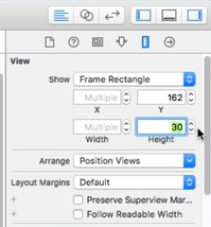 View
Show Frame Rectangle
Multiple 162
X Y
Multiple 30
Width Height
Arrange Position Views
Layout Margins Default
+ Preserve Superview Mar...
+ Follow Readable Width